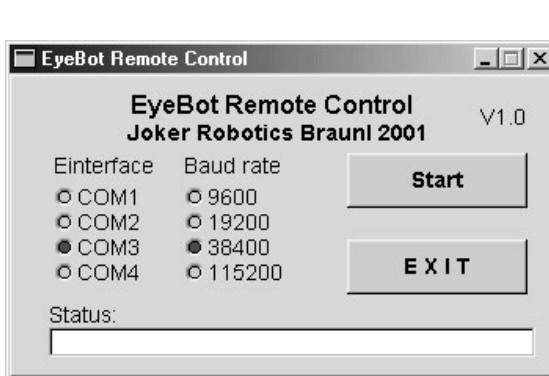 EyeBot Remote Control
EyeBot Remote Control
Joker Robotics Braunl 2001
V1.0
Einterface
COM1
COM2
COM3
COM4
Baud rate
9600
19200
38400
115200
Start
E X I T
Status: